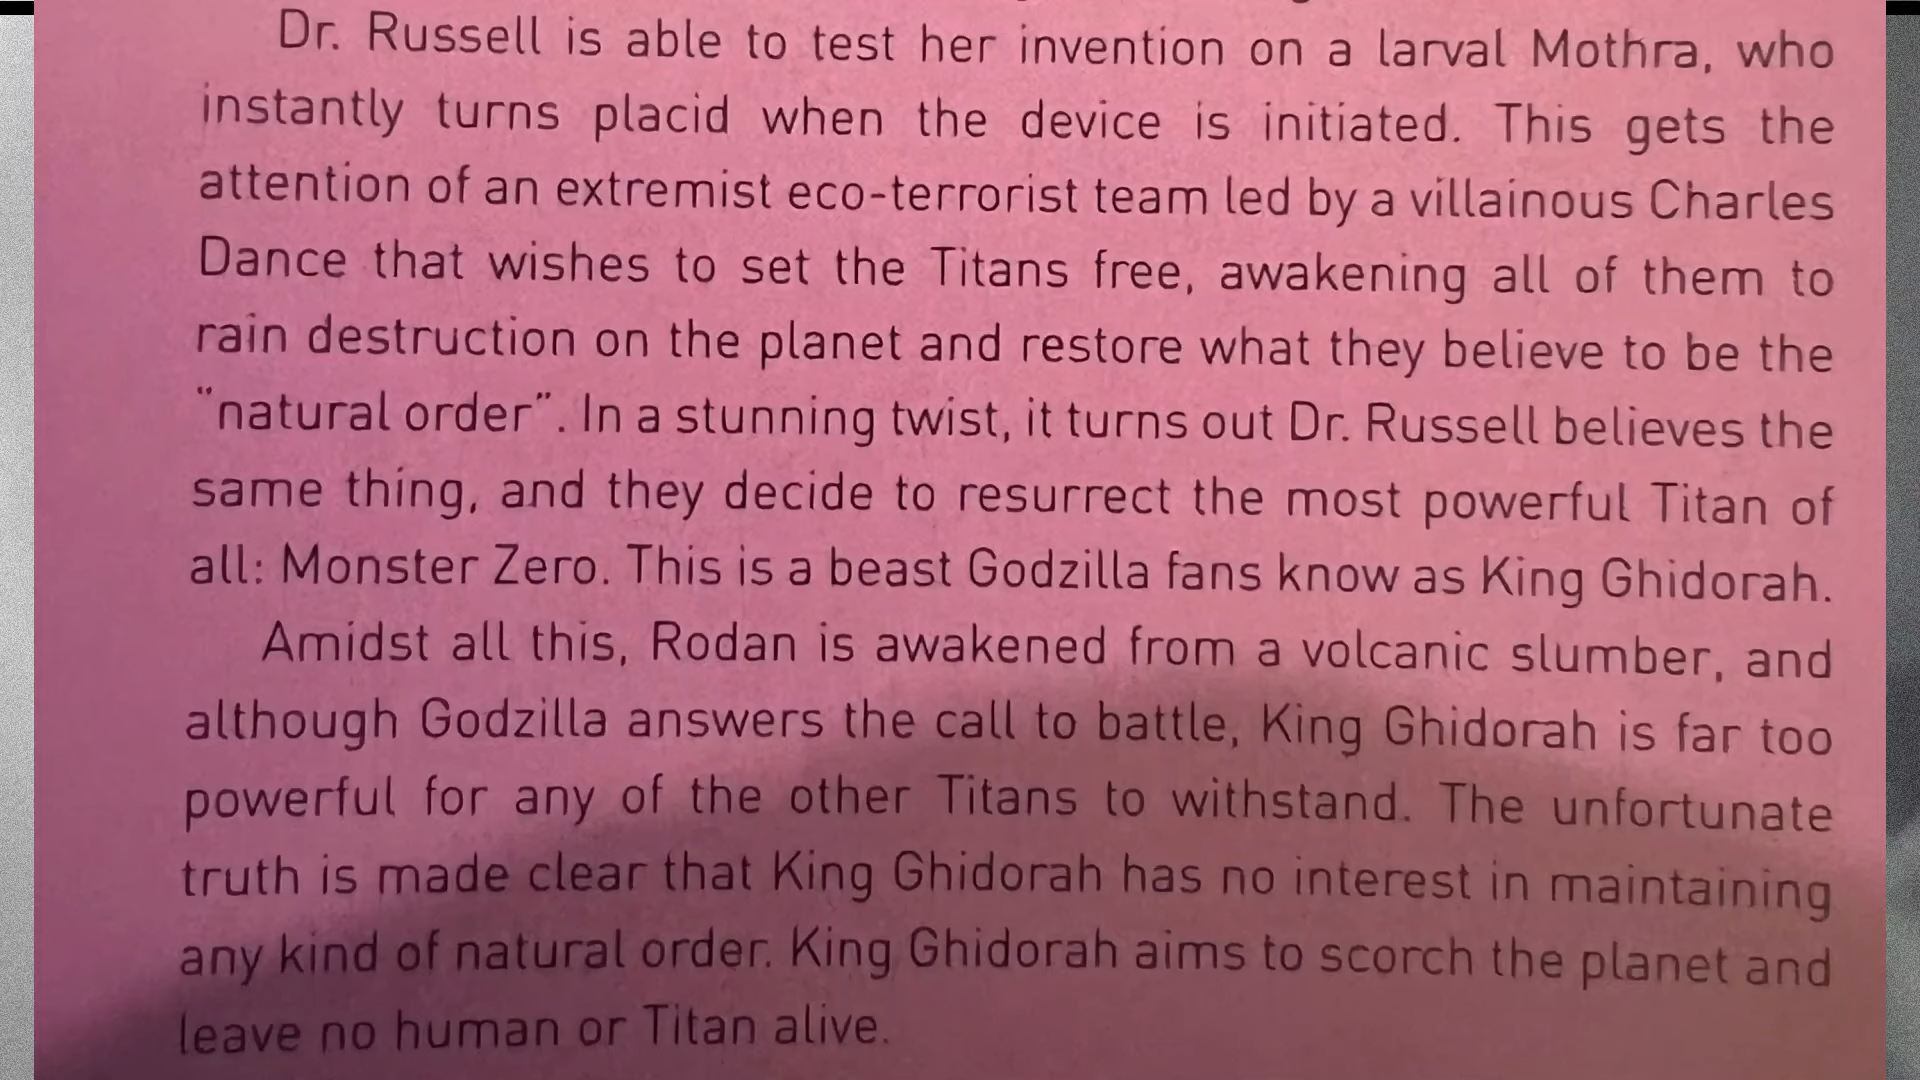 Dr. Russell is able to test her invention on a larval Mothra, who
instantly turns placid when the device is initiated. This gets the
attention of an extremist eco-terrorist team led by a villainous Charles
Dance that wishes to set the Titans free, awakening all of them to
rain destruction on the planet and restore what they believe to be the
“natural order”. In a stunning twist, it turns out Dr. Russell believes the
same thing, and they decide to resurrect the most powerful Titan of
all: Monster Zero. This is a beast Godzilla fans know as King Ghidorah.
Amidst all this, Rodan is awakened from a volcanic slumber, and
although Godzilla answers the call to battle, King Ghidorah is far too
powerful for any of the other Titans to withstand. The unfortunate
truth is made clear that King Ghidorah has no interest in maintaining
any kind of natural order. King Ghidorah aims to scorch the planet and
leave no human or Titan alive.